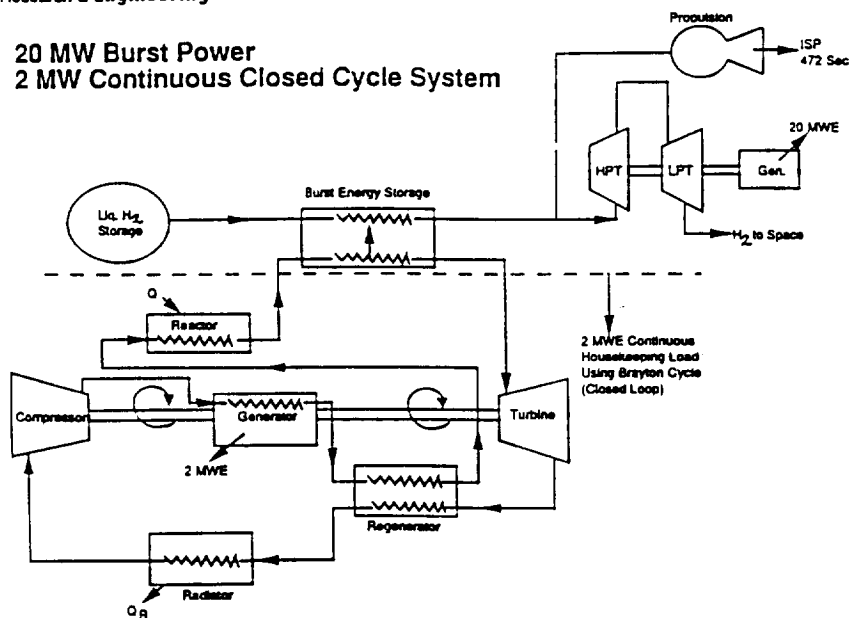 20 MW Burst Power
2 MW Continuous Closed Cycle System
Propulsion
ISP
472 Sec
20 MWE
HPT
LPT
Gen.
Burst Energy Storage
Liq. H2
Storage
H2 to Space
Q
Reactor
2 MWE Continuous
Housekeeping Load
Using Brayton Cycle
(Closed Loop)
Compressor
Generator
Turbine
2 MWE
Regenerator
Radiator
QR